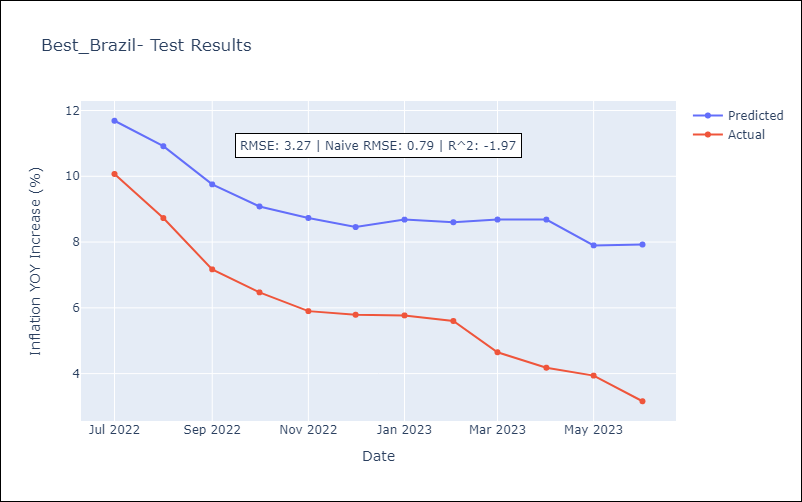 Best_Brazil- Test Results
Predicted
Actual
RMSE: 3.27 | Naive RMSE: 0.79 | R^2: -1.97
Inflation YOY Increase (%)
12
10
8
6
4
Jul 2022 Sep 2022 Nov 2022 Jan 2023 Mar 2023 May 2023
Date